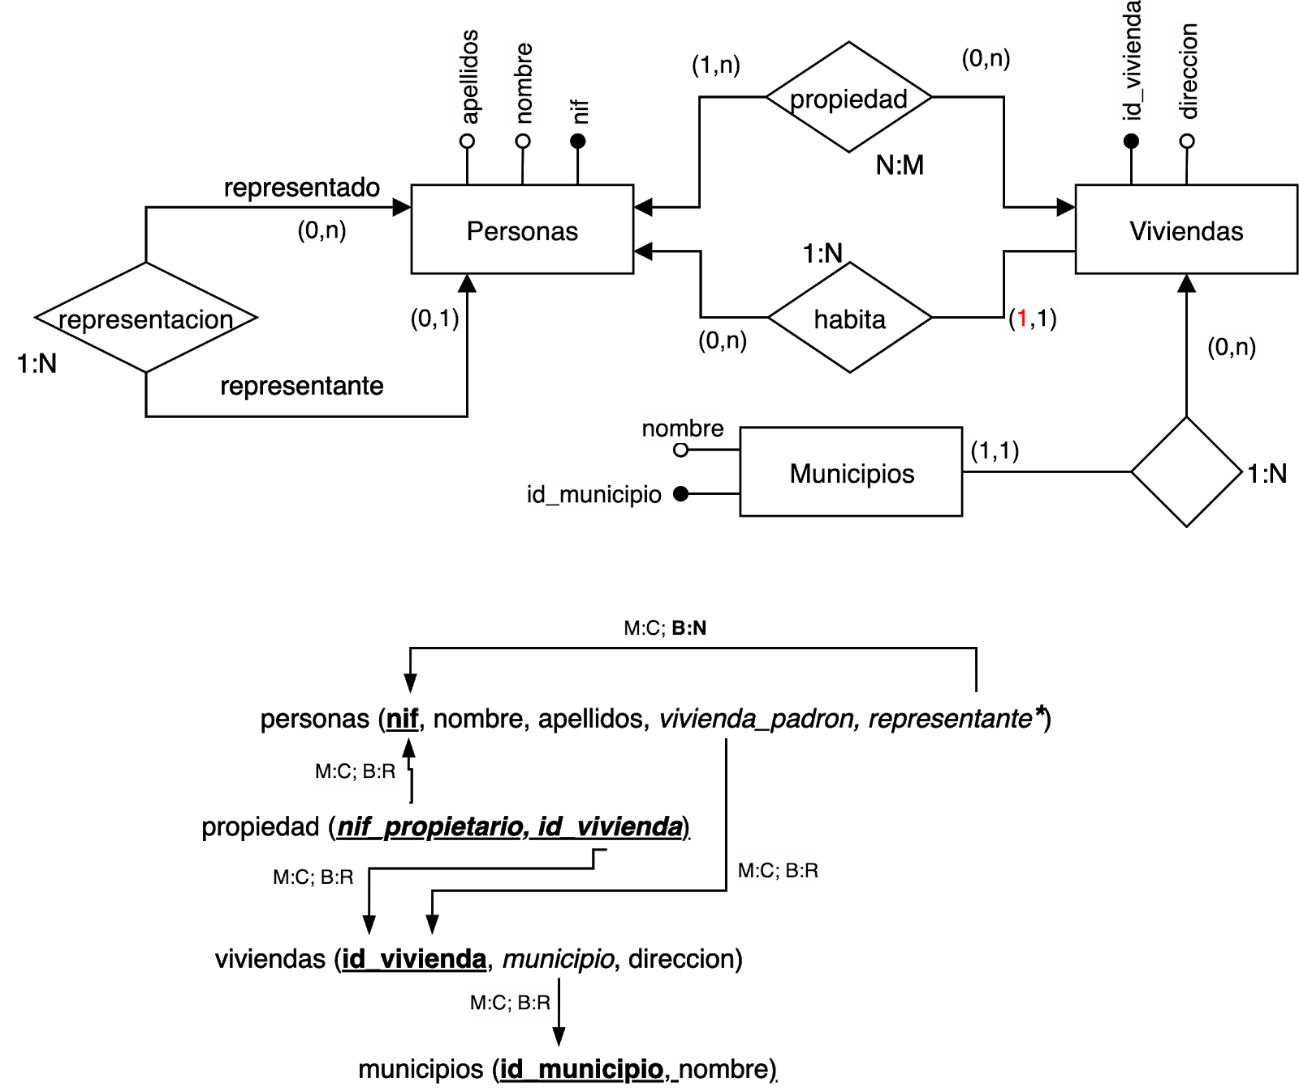 apellidos
nombre
nif
(1,n)
propiedad
(0,n)
N:M
id_vivienda
direccion
representado
(0,n)
Personas
Viviendas
1:N
representacion
1:N
(0,1)
representante
habita
(0,n)
(1,1)
(0,n)
nombre
id_municipio
Municipios
(1,1)
1:N
M:C; B:N
personas (nif, nombre, apellidos, vivienda_padron, representante*)
M:C; B:R
propiedad (nif_propietario, id_vivienda)
M:C; B:R
M:C; B:R
viviendas (id_vivienda, municipio, direccion)
M:C; B:R
municipios (id_municipio, nombre)